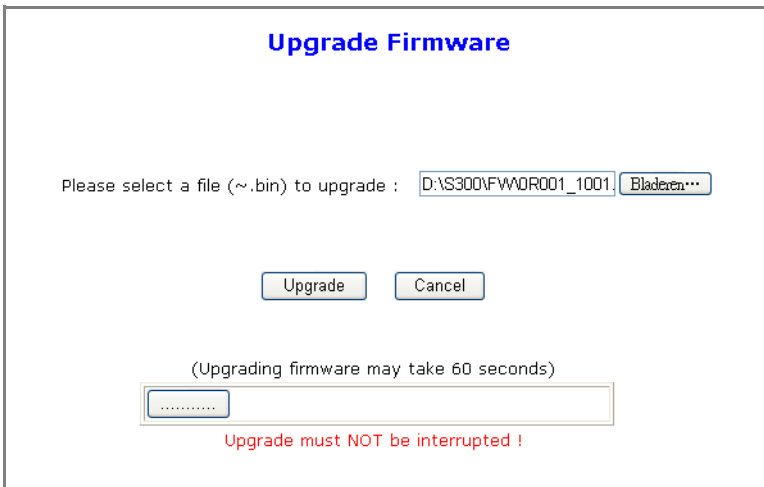 Upgrade Firmware
Please select a file (~.bin) to upgrade : D:\S300\FW\0R001_1001. Bladeren...
Upgrade Cancel
(Upgrading firmware may take 60 seconds)
...........
Upgrade must NOT be interrupted !